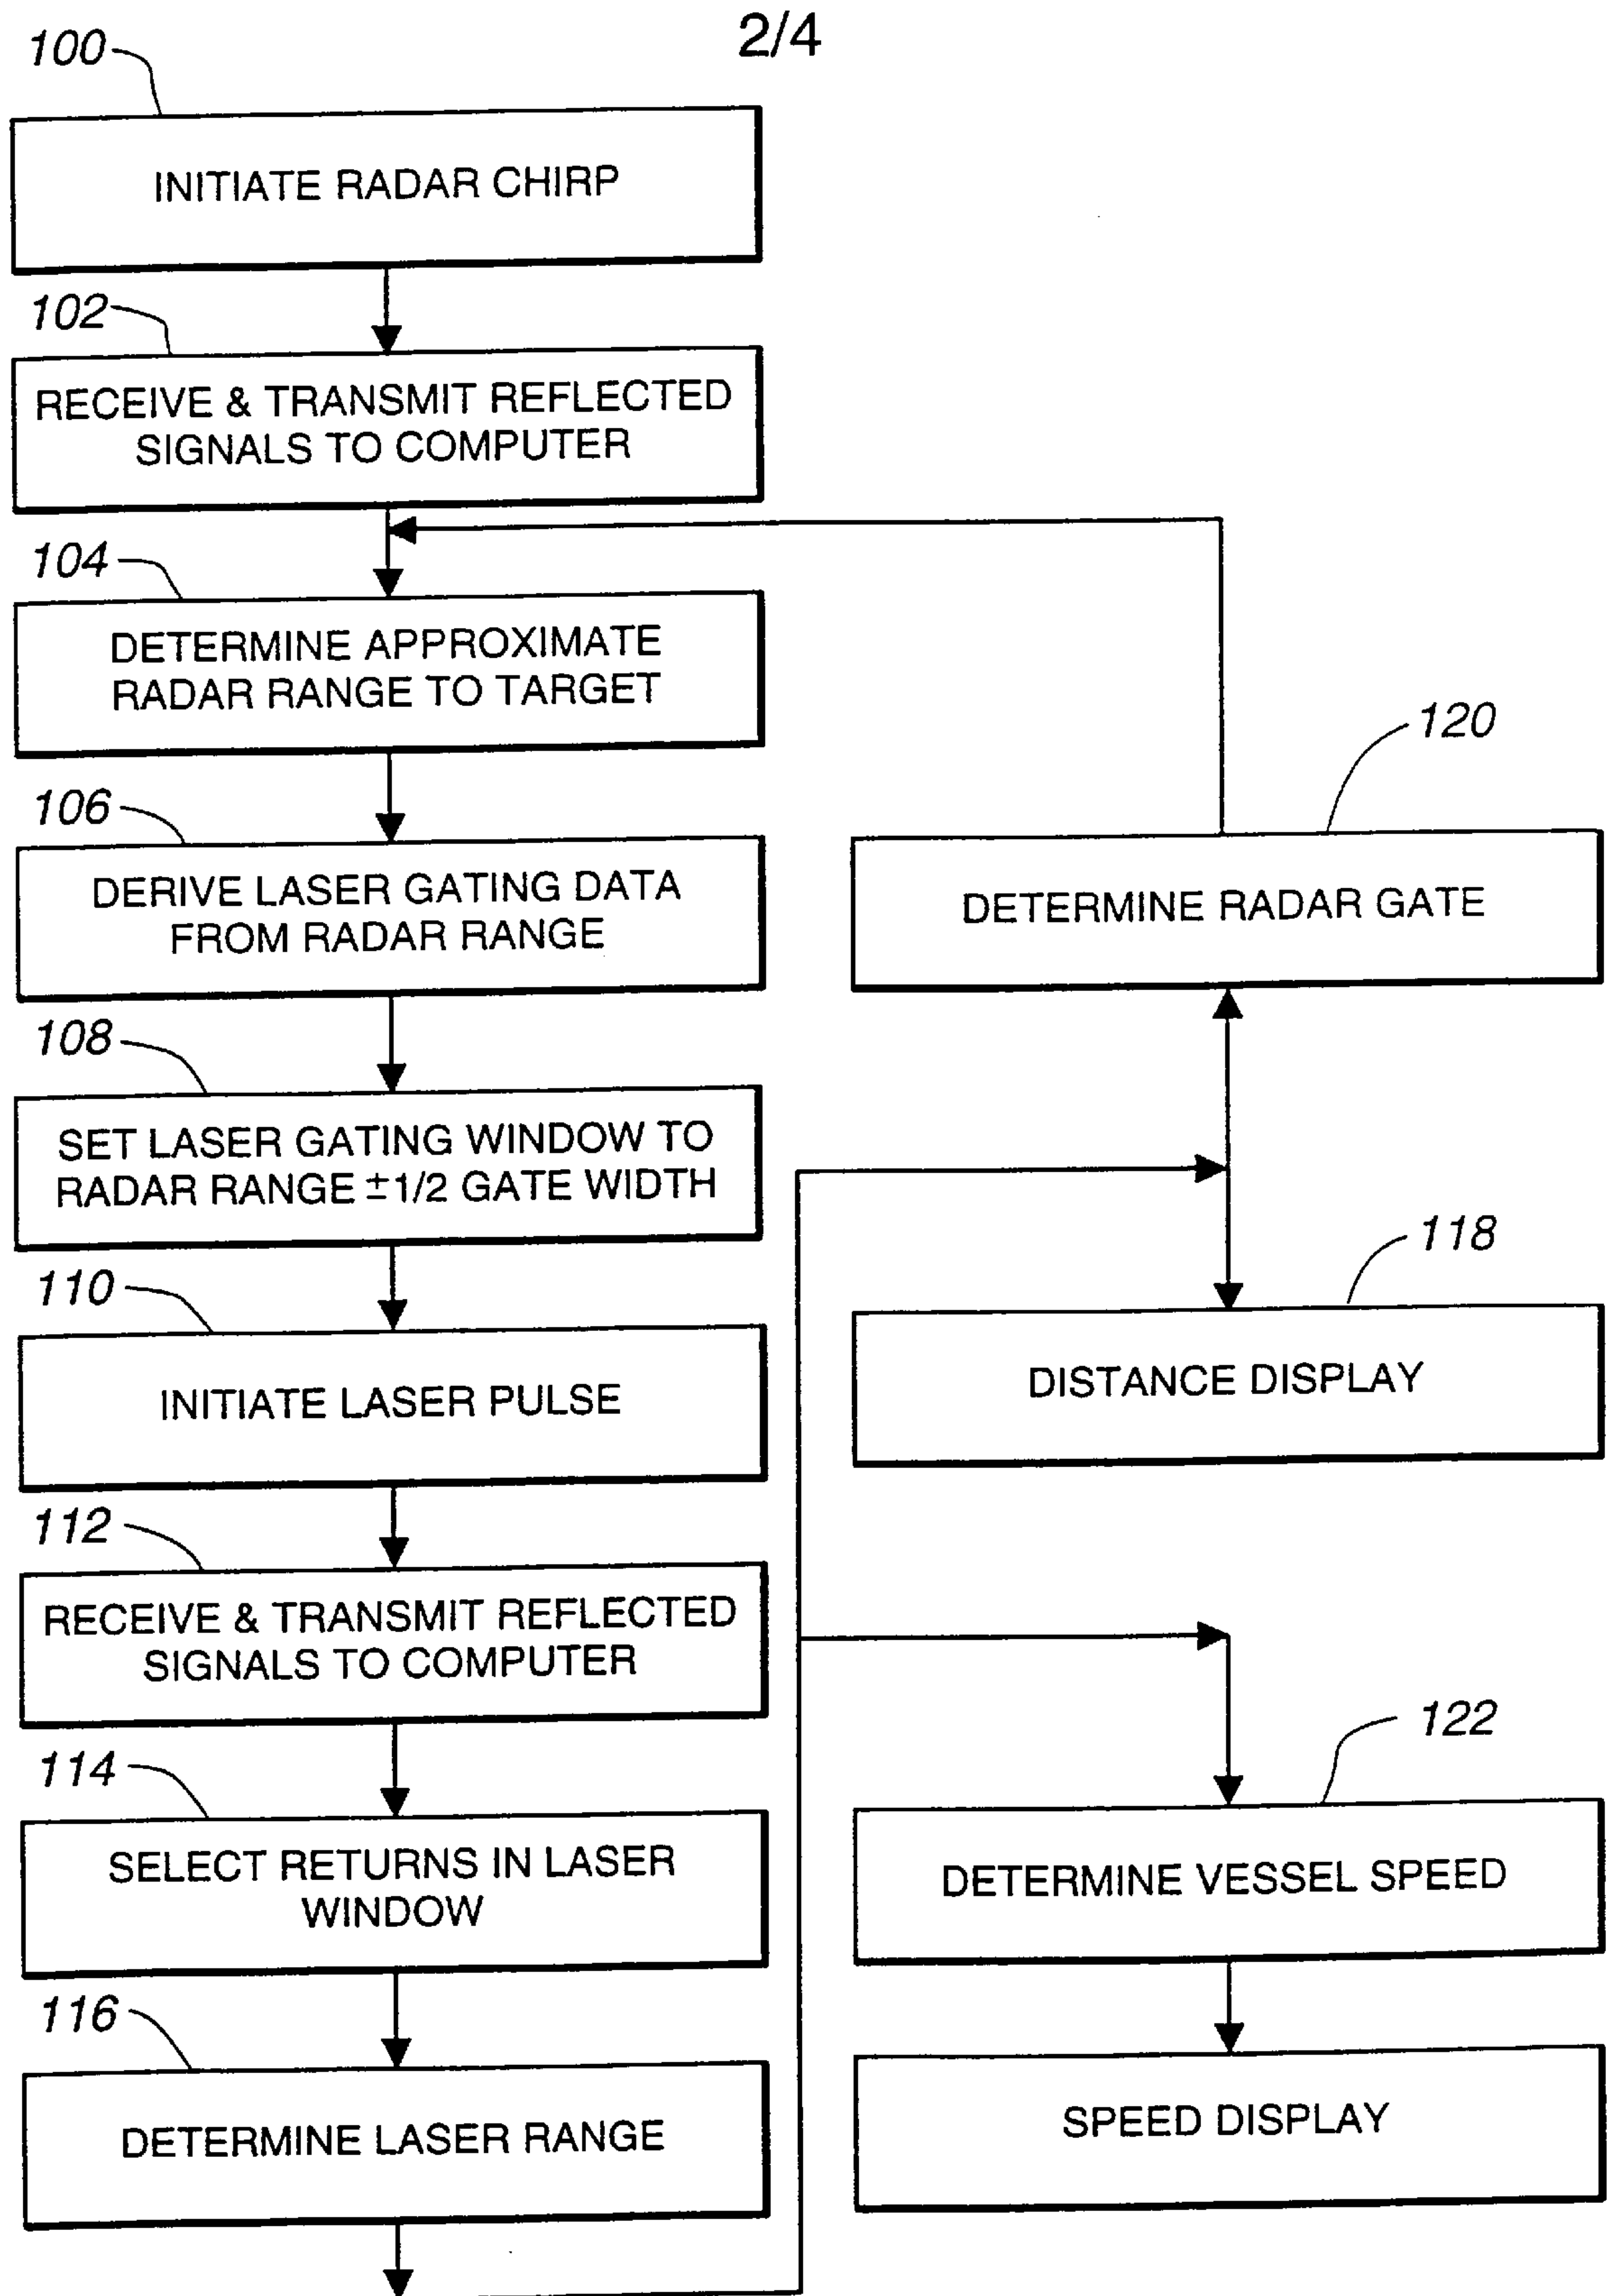 2/4
100
INITIATE RADAR CHIRP
102
RECEIVE & TRANSMIT REFLECTED
SIGNALS TO COMPUTER
104
DETERMINE APPROXIMATE
RADAR RANGE TO TARGET
106
DERIVE LASER GATING DATA
FROM RADAR RANGE
108
SET LASER GATING WINDOW TO
RADAR RANGE ±1/2 GATE WIDTH
110
INITIATE LASER PULSE
112
RECEIVE & TRANSMIT REFLECTED
SIGNALS TO COMPUTER
114
SELECT RETURNS IN LASER
WINDOW
116
DETERMINE LASER RANGE
120
DETERMINE RADAR GATE
118
DISTANCE DISPLAY
122
DETERMINE VESSEL SPEED
SPEED DISPLAY